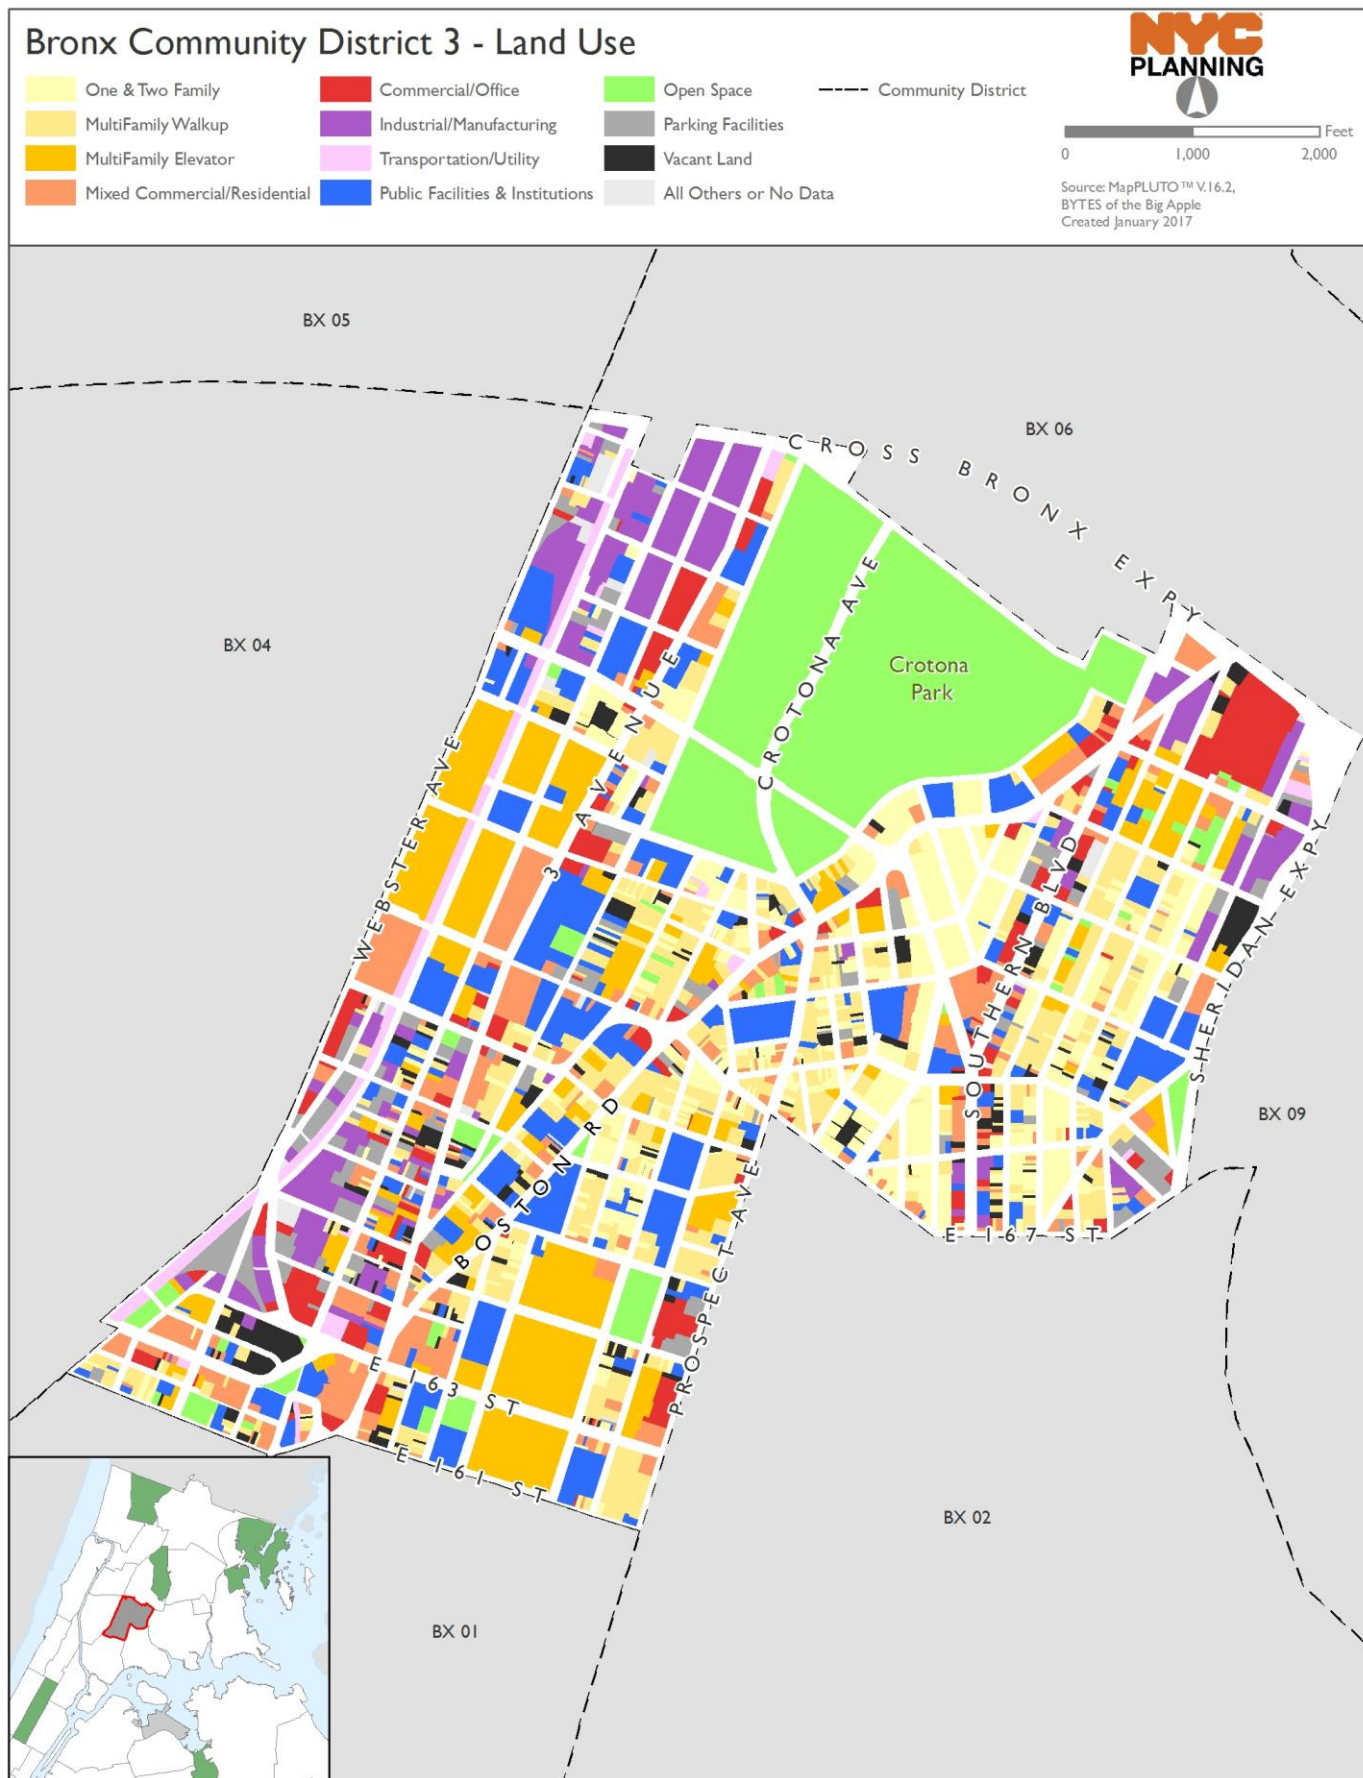 Bronx Community District 3 - Land Use
One & Two Family
MultiFamily Walkup
MultiFamily Elevator
Mixed Commercial/Residential
Commercial/Office
Industrial/Manufacturing
Transportation/Utility
Public Facilities & Institutions
Open Space
Parking Facilities
Vacant Land
All Others or No Data
Community District
NYC
PLANNING
Feet
0 1,000 2,000
Source: MapPLUTO™ V.16.2,
BYTES of the Big Apple
Created January 2017
BX 05
BX 06
CROSS BRONX EXPY
BX 04
CROTONA AVE
Crotona
Park
3 AVENUE
WEBSTER AVE
SOUTHERN BLVD
SHERIDAN EXPY
BX 09
BOSTON RD
PROSPECT AVE
E 167 ST
E 163 ST
E 161 ST
BX 02
BX 01